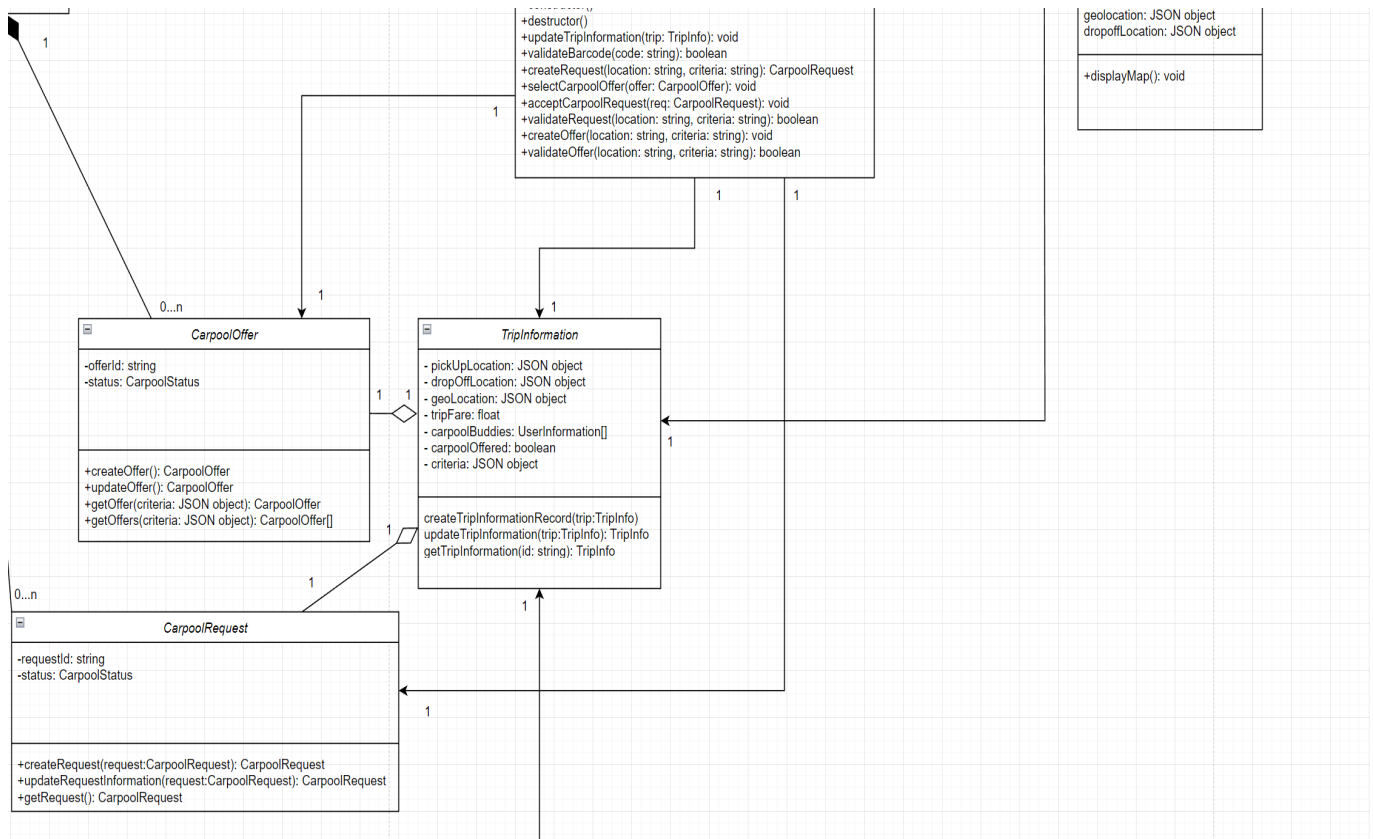 +destructor()
+updateTripInformation(trip: TripInfo): void
+validateBarcode(code: string): boolean
+createRequest(location: string, criteria: string): CarpoolRequest
+selectCarpoolOffer(offer: CarpoolOffer): void
+acceptCarpoolRequest(req: CarpoolRequest): void
+validateRequest(location: string, criteria: string): boolean
+createOffer(location: string, criteria: string): void
+validateOffer(location: string, criteria: string): boolean
geolocation: JSON object
dropoffLocation: JSON object
+displayMap(): void
1
1
1
1
1
0...n
1
CarpoolOffer
-offerId: string
-status: CarpoolStatus
+createOffer(): CarpoolOffer
+updateOffer(): CarpoolOffer
+getOffer(criteria: JSON object): CarpoolOffer
+getOffers(criteria: JSON object): CarpoolOffer[]
1 1
TripInformation
- pickUpLocation: JSON object
- dropOffLocation: JSON object
- geoLocation: JSON object
- tripFare: float
- carpoolBuddies: UserInformation[]
- carpoolOffered: boolean
- criteria: JSON object
createTripInformationRecord(trip:TripInfo)
updateTripInformation(trip:TripInfo): TripInfo
getTripInformation(id: string): TripInfo
1
1
1
0...n
1
CarpoolRequest
-requestId: string
-status: CarpoolStatus
+createRequest(request:CarpoolRequest): CarpoolRequest
+updateRequestInformation(request:CarpoolRequest): CarpoolRequest
+getRequest(): CarpoolRequest
1